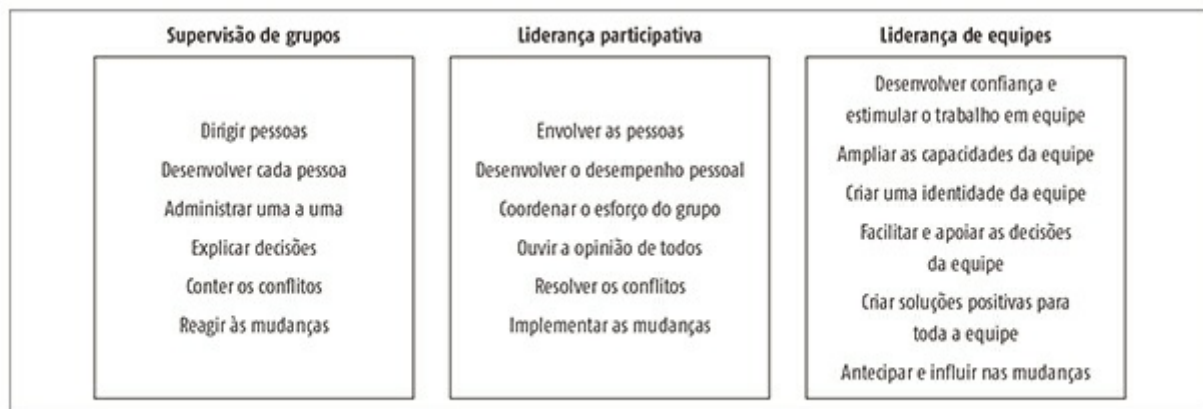 Supervisão de grupos
Dirigir pessoas
Desenvolver cada pessoa
Administrar uma a uma
Explicar decisões
Conter os conflitos
Reagir às mudanças
Liderança participativa
Envolver as pessoas
Desenvolver o desempenho pessoal
Coordenar o esforço do grupo
Ouvir a opinião de todos
Resolver os conflitos
Implementar as mudanças
Liderança de equipes
Desenvolver confiança e
estimular o trabalho em equipe
Ampliar as capacidades da equipe
Criar uma identidade da equipe
Facilitar e apoiar as decisões
da equipe
Criar soluções positivas para
toda a equipe
Antecipar e influir nas mudanças